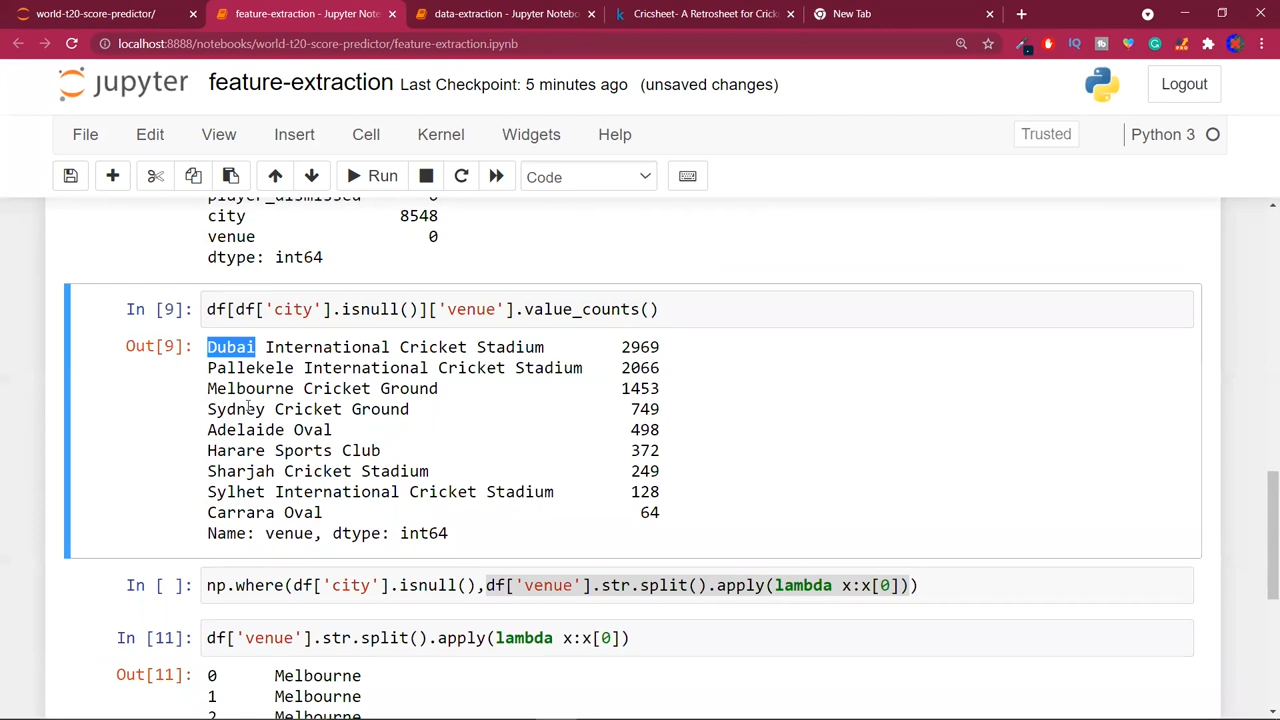 world-t20-score-predictor/
feature-extraction - Jupyter Note
data-extraction - Jupyter Notebo
Cricsheet- A Retrosheet for Crick
New Tab
localhost:8888/notebooks/world-t20-score-predictor/feature-extraction.ipynb
jupyter feature-extraction Last Checkpoint: 5 minutes ago (unsaved changes)
Logout
File Edit View Insert Cell Kernel Widgets Help Trusted Python 3
Run Code
player_dismissed 0
city 8548
venue 0
dtype: int64
In [9]: df[df['city'].isnull()]['venue'].value_counts()
Out[9]: Dubai International Cricket Stadium 2969
Pallekele International Cricket Stadium 2066
Melbourne Cricket Ground 1453
Sydney Cricket Ground 749
Adelaide Oval 498
Harare Sports Club 372
Sharjah Cricket Stadium 249
Sylhet International Cricket Stadium 128
Carrara Oval 64
Name: venue, dtype: int64
In [ ]: np.where(df['city'].isnull(),df['venue'].str.split().apply(lambda x:x[0]))
In [11]: df['venue'].str.split().apply(lambda x:x[0])
Out[11]: 0 Melbourne
1 Melbourne
2 Melbourne